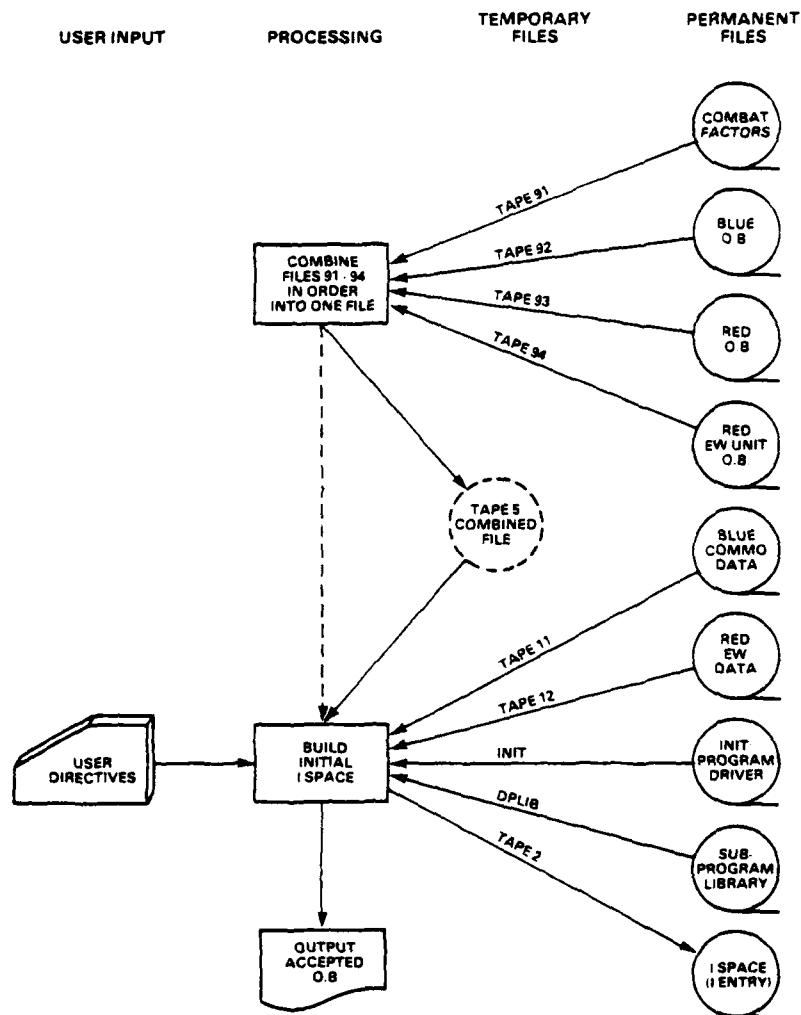 USER INPUT
PROCESSING
TEMPORARY
FILES
PERMANENT
FILES
COMBAT
FACTORS
TAPE 91
BLUE
O.B
TAPE 92
COMBINE
FILES 91 - 94
IN ORDER
INTO ONE FILE
TAPE 93
RED
O.B
TAPE 94
RED
EW UNIT
O.B.
TAPE 5
COMBINED
FILE
BLUE
COMMO
DATA
TAPE 11
RED
EW
DATA
TAPE 12
USER
DIRECTIVES
BUILD
INITIAL
I SPACE
INIT
INIT
PROGRAM
DRIVER
DPLIB
SUB-
PROGRAM
LIBRARY
TAPE 2
OUTPUT
ACCEPTED
O.B
I SPACE
(I ENTRY)